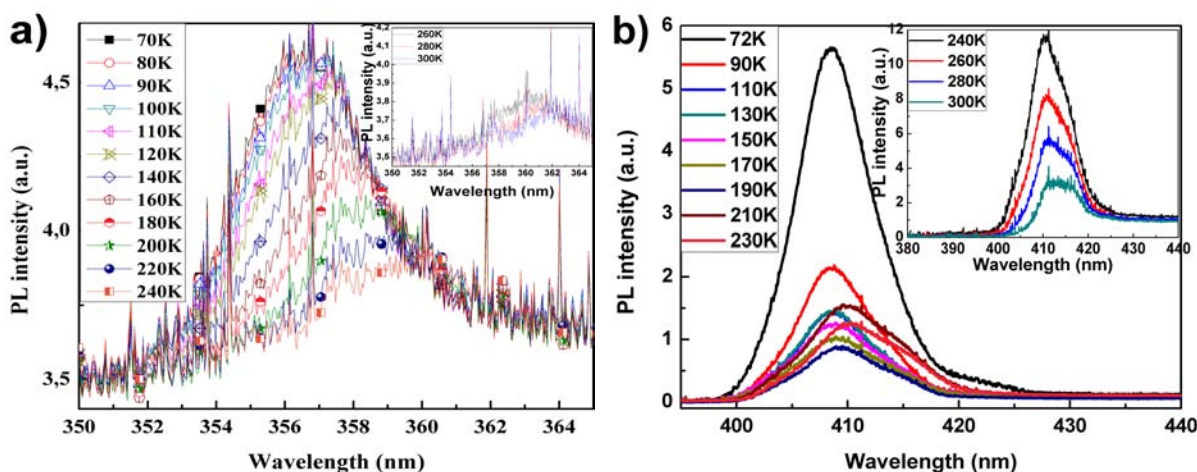 a)
70K
80K
90K
100K
110K
120K
140K
160K
180K
200K
220K
240K
PL intensity (a.u.)
4,5
4,0
3,5
350 352 354 356 358 360 362 364
Wavelength (nm)
260K
280K
300K
PL intensity (a.u.)
4,2
4,1
4,0
3,9
3,8
3,7
3,6
3,5
350 352 354 356 358 360 362 364
Wavelength (nm)
b)
72K
90K
110K
130K
150K
170K
190K
210K
230K
PL intensity (a.u.)
6
5
4
3
2
1
0
400 410 420 430 440
Wavelength (nm)
240K
260K
280K
300K
PL intensity (a.u.)
12
10
8
6
4
2
0
380 390 400 410 420 430 440
Wavelength (nm)